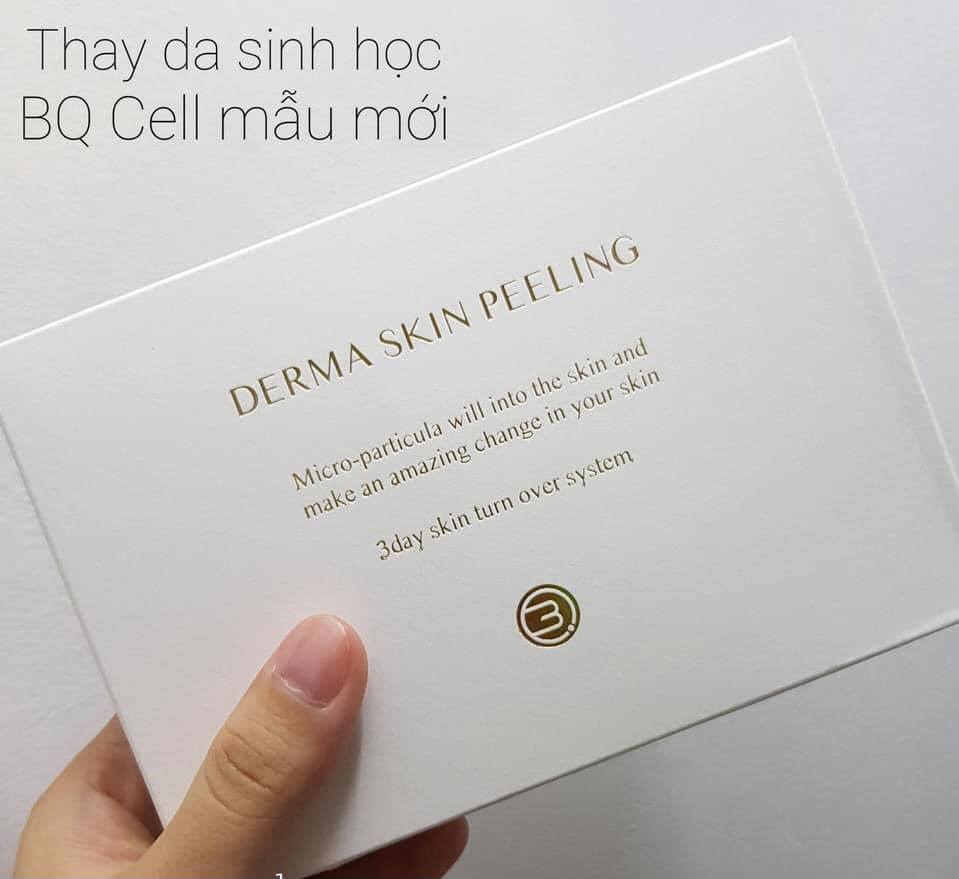 Thay da sinh học
BQ Cell mẫu mới
DERMA SKIN PEELING
Micro-particula will into the skin and
make an amazing change in your skin
3day skin turn over system